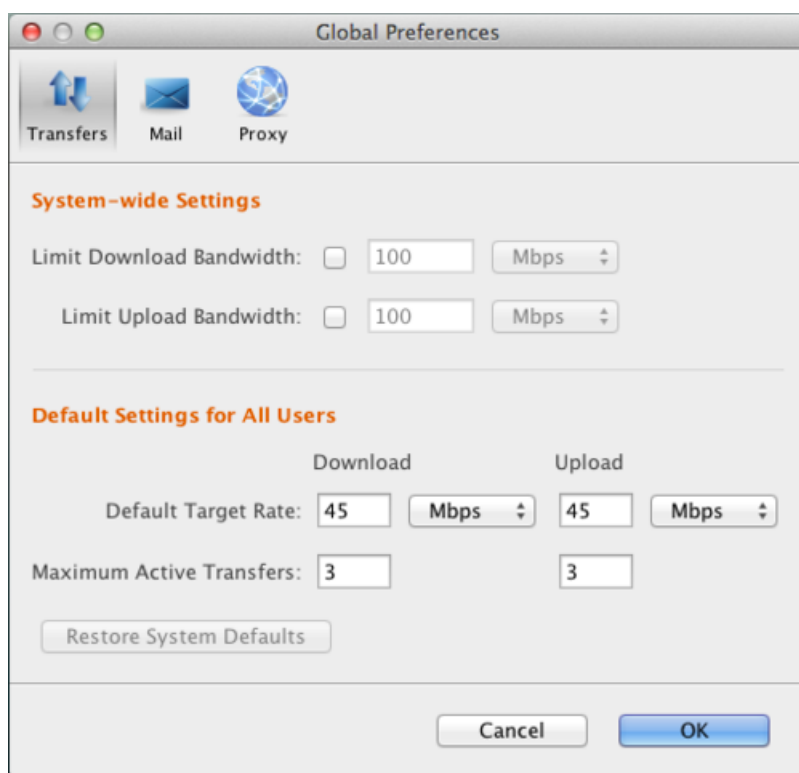 Global Preferences
Transfers Mail Proxy
System-wide Settings
Limit Download Bandwidth: 100 Mbps
Limit Upload Bandwidth: 100 Mbps
Default Settings for All Users
Download Upload
Default Target Rate: 45 Mbps 45 Mbps
Maximum Active Transfers: 3 3
Restore System Defaults
Cancel OK